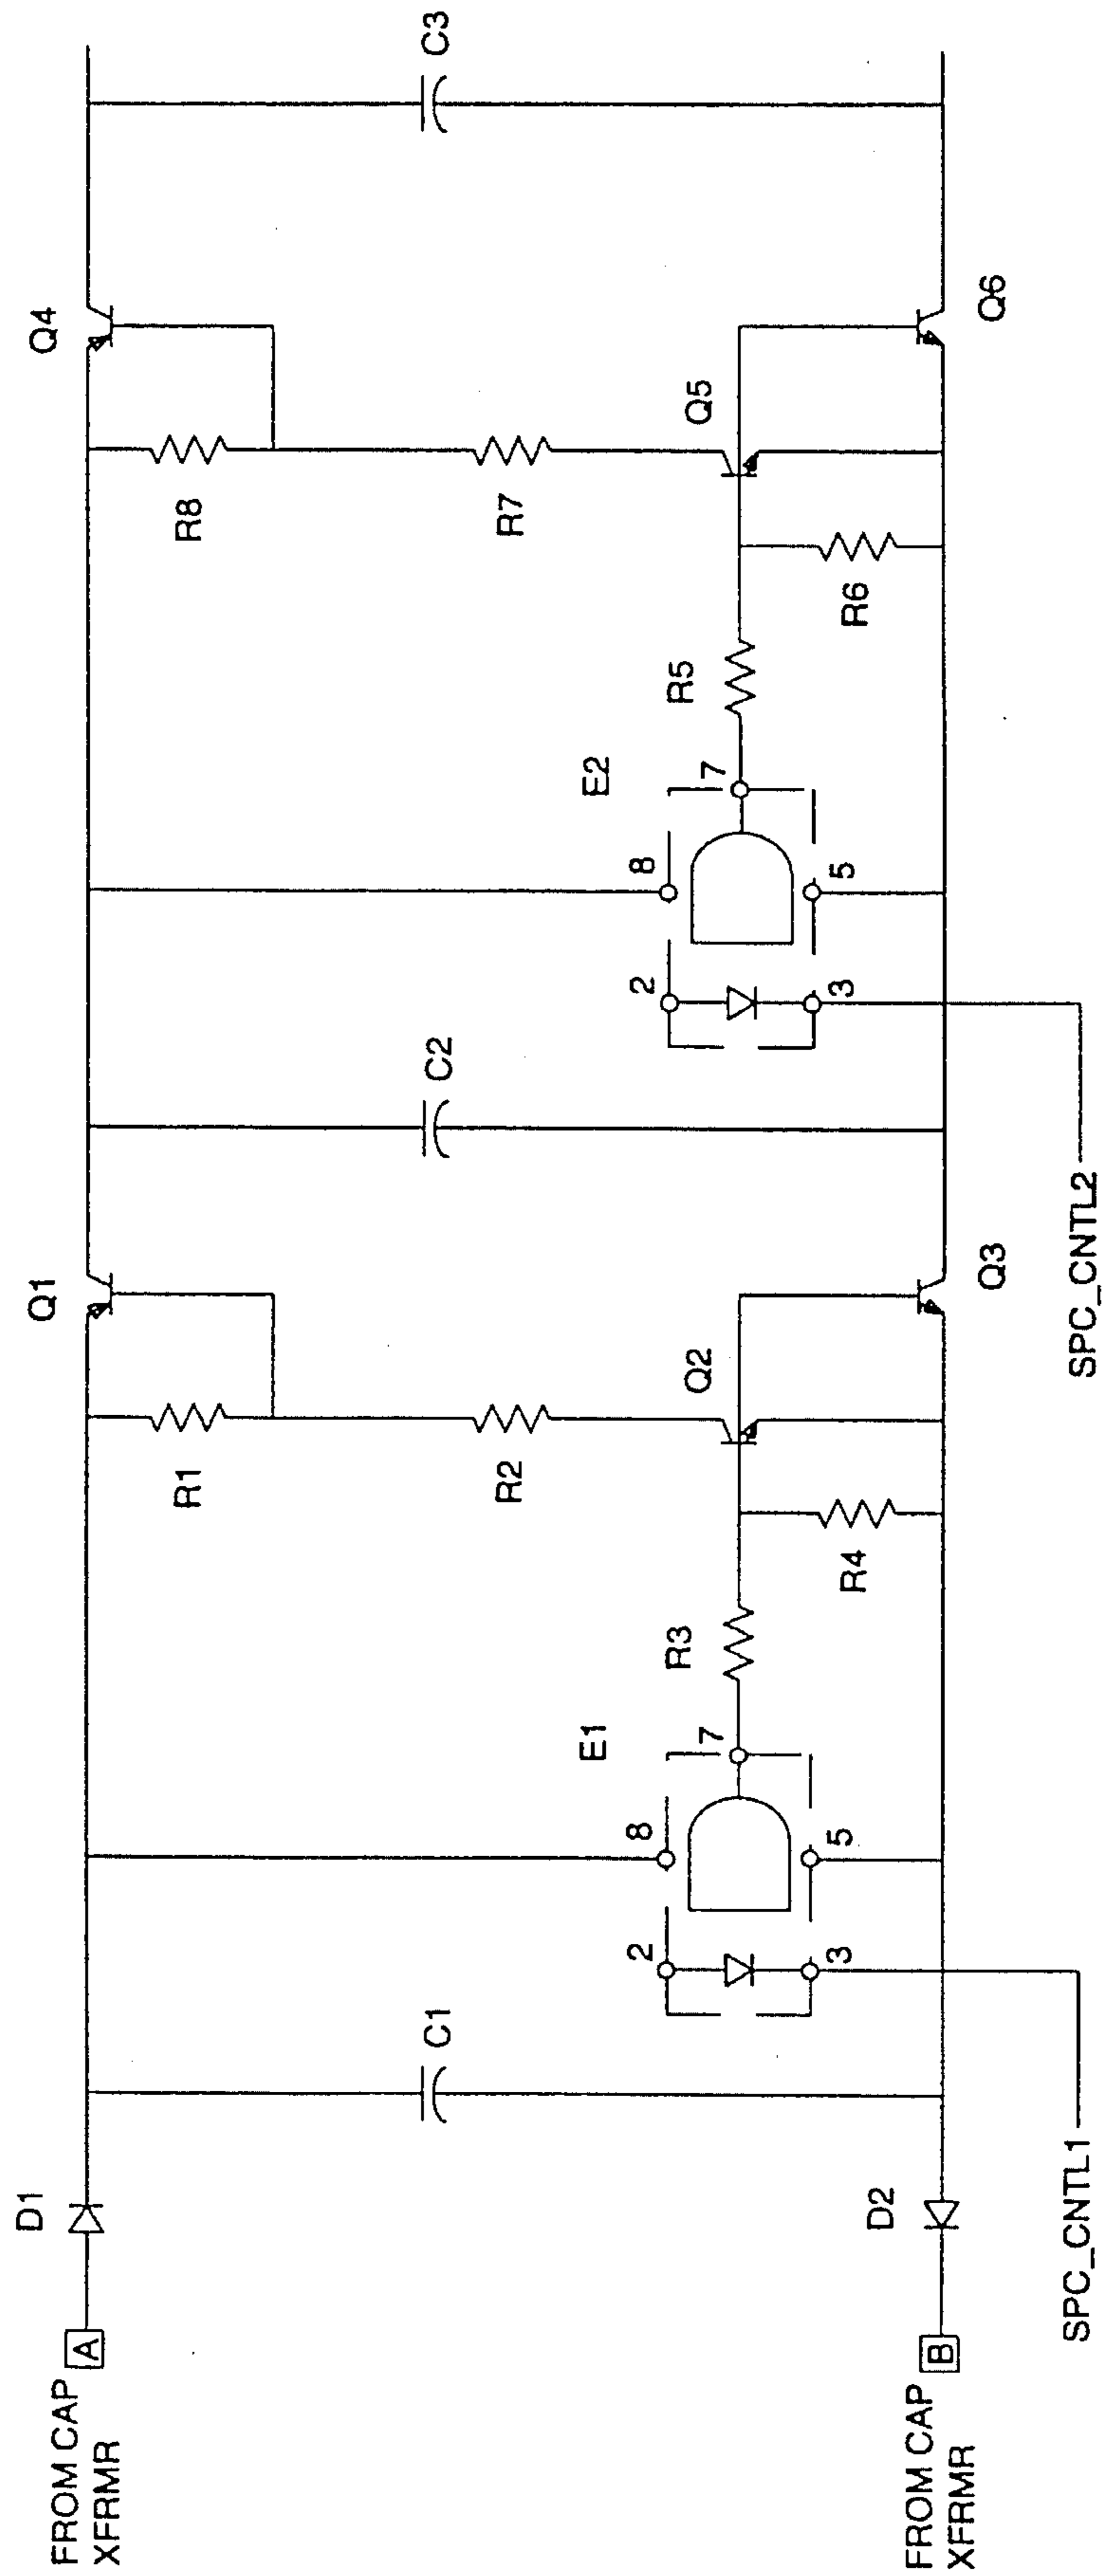 Q1
Q4
D1
FROM CAP
XFRMR
A
R1
R8
C1
C2
C3
R2
R7
E1
E2
2
8
2
8
R3
7
Q2
R5
7
Q5
3
5
R4
3
5
R6
D2
FROM CAP
XFRMR
B
Q3
Q6
SPC_CNTL1
SPC_CNTL2